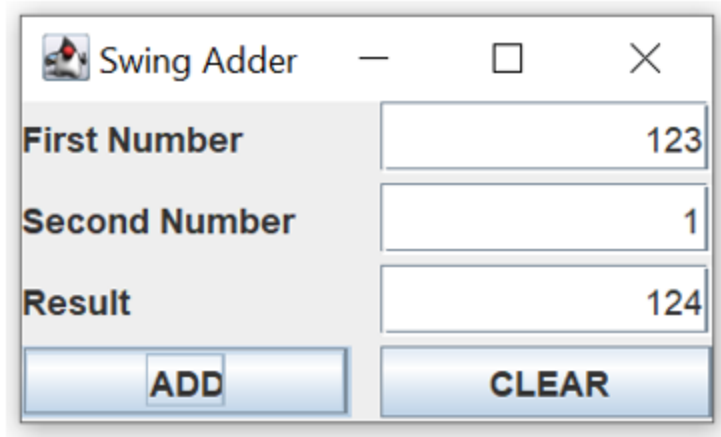 Swing Adder
First Number 123
Second Number 1
Result 124
ADD CLEAR